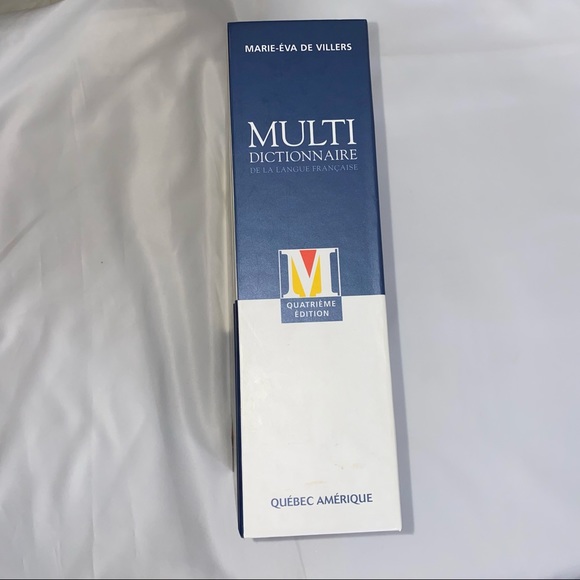 MARIE-ÉVA DE VILLERS
MULTI
DICTIONNAIRE
DE LA LANGUE FRANÇAISE
M
QUATRIÈME
ÉDITION
QUÉBEC AMÉRIQUE